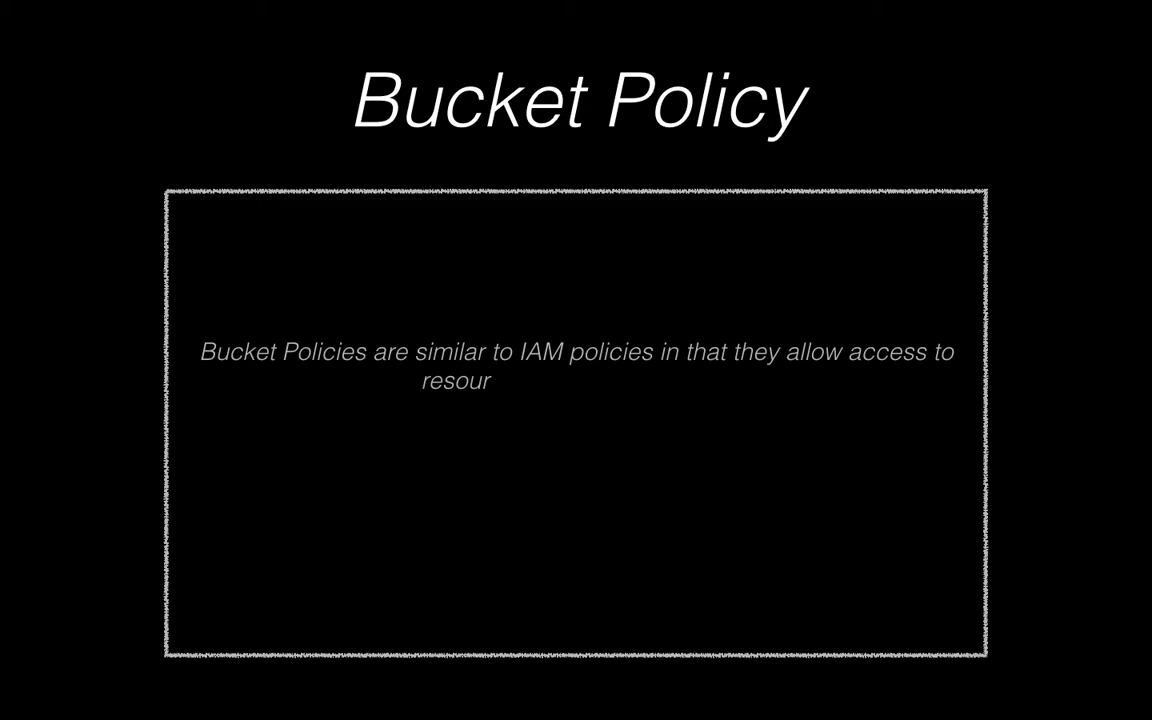 Bucket Policy
Bucket Policies are similar to IAM policies in that they allow access to
resour